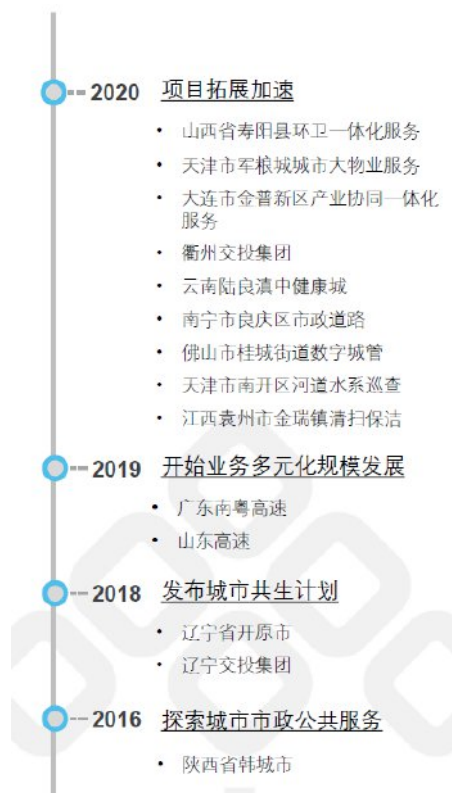 2020 项目拓展加速
• 山西省寿阳县环卫一体化服务
• 天津市军粮城城市大物业服务
• 大连市金普新区产业协同一体化
服务
• 衢州交投集团
• 云南陆良滇中健康城
• 南宁市良庆区市政道路
• 佛山市桂城街道数字城管
• 天津市南开区河道水系巡查
• 江西袁州市金瑞镇清扫保洁
2019 开始业务多元化规模发展
• 广东南粤高速
• 山东高速
2018 发布城市共生计划
• 辽宁省开原市
• 辽宁交投集团
2016 探索城市市政公共服务
• 陕西省韩城市